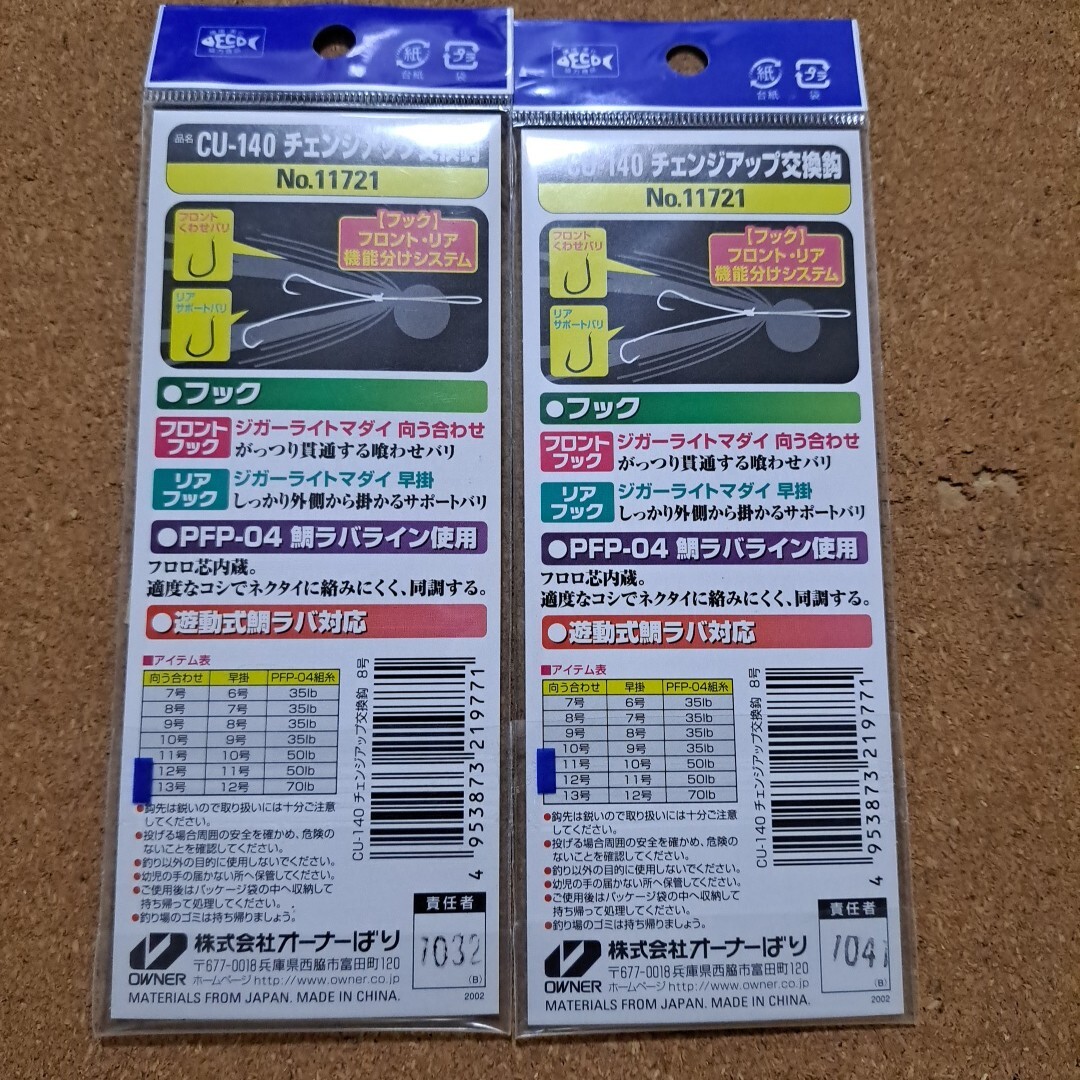 ECO
紙
台紙
プラ
袋
品名 CU-140 チェンジアップ交換鈎
No.11721
フロント
くわせバリ
リア
サポートバリ
【フック】
フロント・リア
機能分けシステム
●フック
フロント
フック
ジガーライトマダイ 向う合わせ
がっつり貫通する喰わせバリ
リア
フック
ジガーライトマダイ 早掛
しっかり外側から掛かるサポートバリ
●PFP-04 鯛ラバライン使用
フロロ芯内蔵。
適度なコシでネクタイに絡みにくく、同調する。
●遊動式鯛ラバ対応
■アイテム表
向う合わせ 早掛 PFP-04組糸
7号 6号 35lb
8号 7号 35lb
9号 8号 35lb
10号 9号 35lb
11号 10号 50lb
12号 11号 50lb
13号 12号 70lb
CU-140 チェンジアップ交換鈎 8号
4 953873 219771
●鈎先は鋭いので取り扱いには十分ご注意
してください。
●投げる場合周囲の安全を確かめ、危険の
ないことを確認してください。
●釣り以外の目的に使用しないでください。
●幼児の手の届かない所へ保管してください。
●ご使用後はパッケージ袋の中へ収納して
持ち帰って処理してください。
●釣り場のゴミは持ち帰りましょう。
責任者
7032
(B)
OWNER
株式会社オーナーばり
〒677-0018 兵庫県西脇市富田町120
ホームページ http://www.owner.co.jp
MATERIALS FROM JAPAN. MADE IN CHINA.
2002
ECO
紙
台紙
プラ
袋
CU-140 チェンジアップ交換鈎
No.11721
フロント
くわせバリ
リア
サポートバリ
【フック】
フロント・リア
機能分けシステム
●フック
フロント
フック
ジガーライトマダイ 向う合わせ
がっつり貫通する喰わせバリ
リア
フック
ジガーライトマダイ 早掛
しっかり外側から掛かるサポートバリ
●PFP-04 鯛ラバライン使用
フロロ芯内蔵。
適度なコシでネクタイに絡みにくく、同調する。
●遊動式鯛ラバ対応
■アイテム表
向う合わせ 早掛 PFP-04組糸
7号 6号 35lb
8号 7号 35lb
9号 8号 35lb
10号 9号 35lb
11号 10号 50lb
12号 11号 50lb
13号 12号 70lb
CU-140 チェンジアップ交換鈎 8号
4 953873 219771
●鈎先は鋭いので取り扱いには十分ご注意
してください。
●投げる場合周囲の安全を確かめ、危険の
ないことを確認してください。
●釣り以外の目的に使用しないでください。
●幼児の手の届かない所へ保管してください。
●ご使用後はパッケージ袋の中へ収納して
持ち帰って処理してください。
●釣り場のゴミは持ち帰りましょう。
責任者
1041
(B)
OWNER
株式会社オーナーばり
〒677-0018 兵庫県西脇市富田町120
ホームページ http://www.owner.co.jp
MATERIALS FROM JAPAN. MADE IN CHINA.
2002